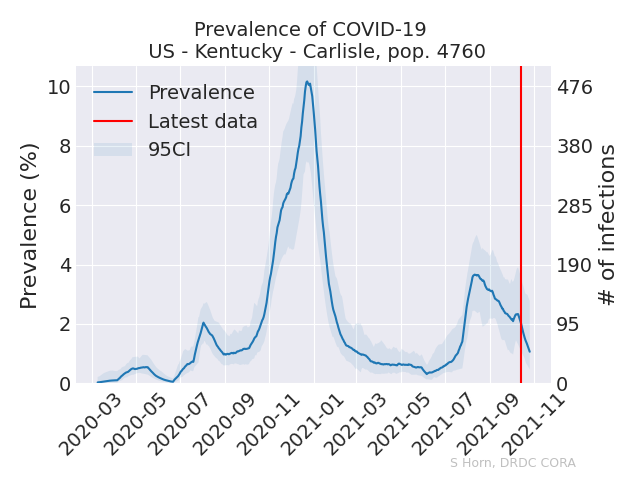 Prevalence of COVID-19
US - Kentucky - Carlisle, pop. 4760
Prevalence
Latest data
95CI
Prevalence (%)
10
8
6
4
2
0
476
380
285
190
95
0
# of infections
2020-03
2020-05
2020-07
2020-09
2020-11
2021-01
2021-03
2021-05
2021-07
2021-09
2021-11
S Horn, DRDC CORA